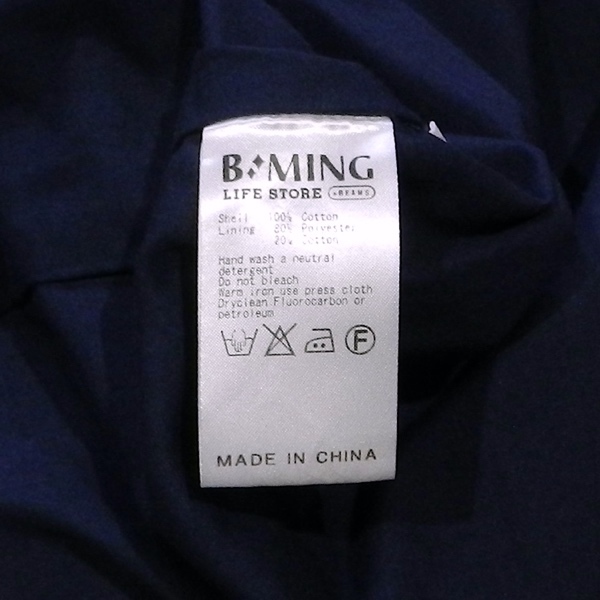 B MING
LIFE STORE BEAMS
Shell 100% Cotton
Lining 80% Polyester
20% Cotton
Hand wash a neutral
detergent
Do not bleach
Warm iron use press cloth
Dryclean Fluorocarbon or
petroleum
F
MADE IN CHINA